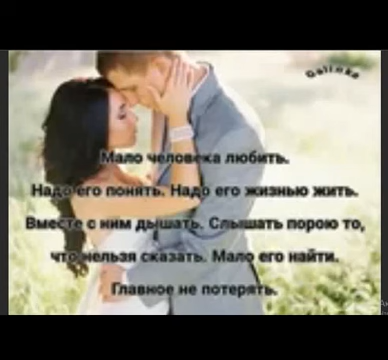 Galinka
Мало человека любить.
Надо его понять. Надо его жизнью жить.
Вместе с ним дышать. Слышать порою то,
что нельзя сказать. Мало его найти.
Главное не потерять.